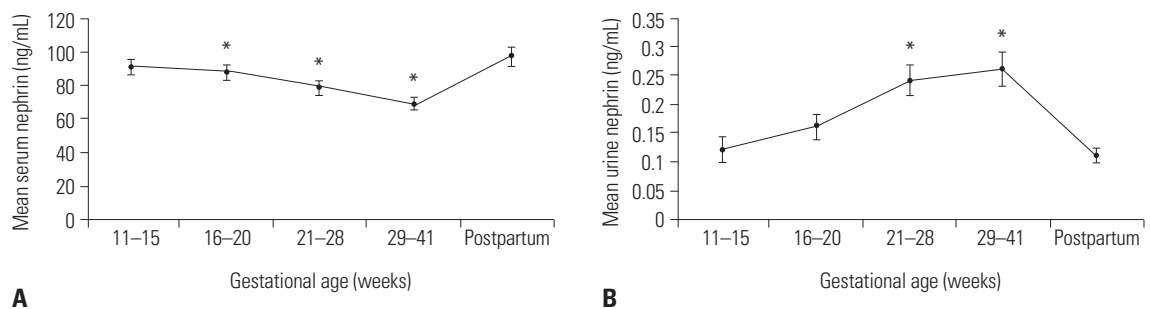 Mean serum nephrin (ng/mL)
120
100
80
60
40
20
0
*
*
*
11–15 16–20 21–28 29–41 Postpartum
Gestational age (weeks)
A
Mean urine nephrin (ng/mL)
0.35
0.3
0.25
0.2
0.15
0.1
0.05
0
*
*
11–15 16–20 21–28 29–41 Postpartum
Gestational age (weeks)
B